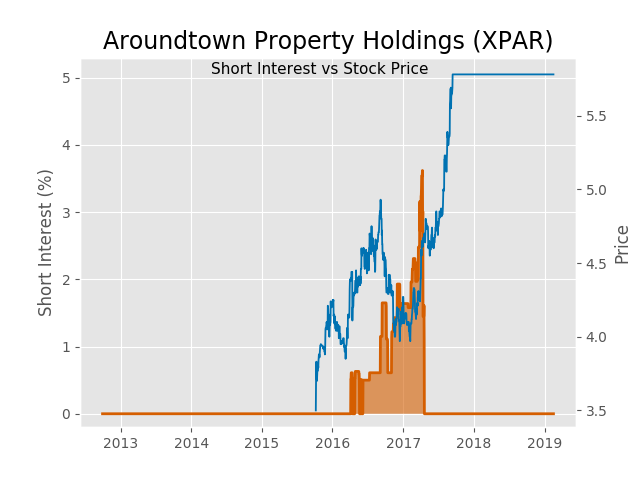 Aroundtown Property Holdings (XPAR)
Short Interest vs Stock Price
Short Interest (%)
5
4
3
2
1
0
Price
5.5
5.0
4.5
4.0
3.5
2013 2014 2015 2016 2017 2018 2019